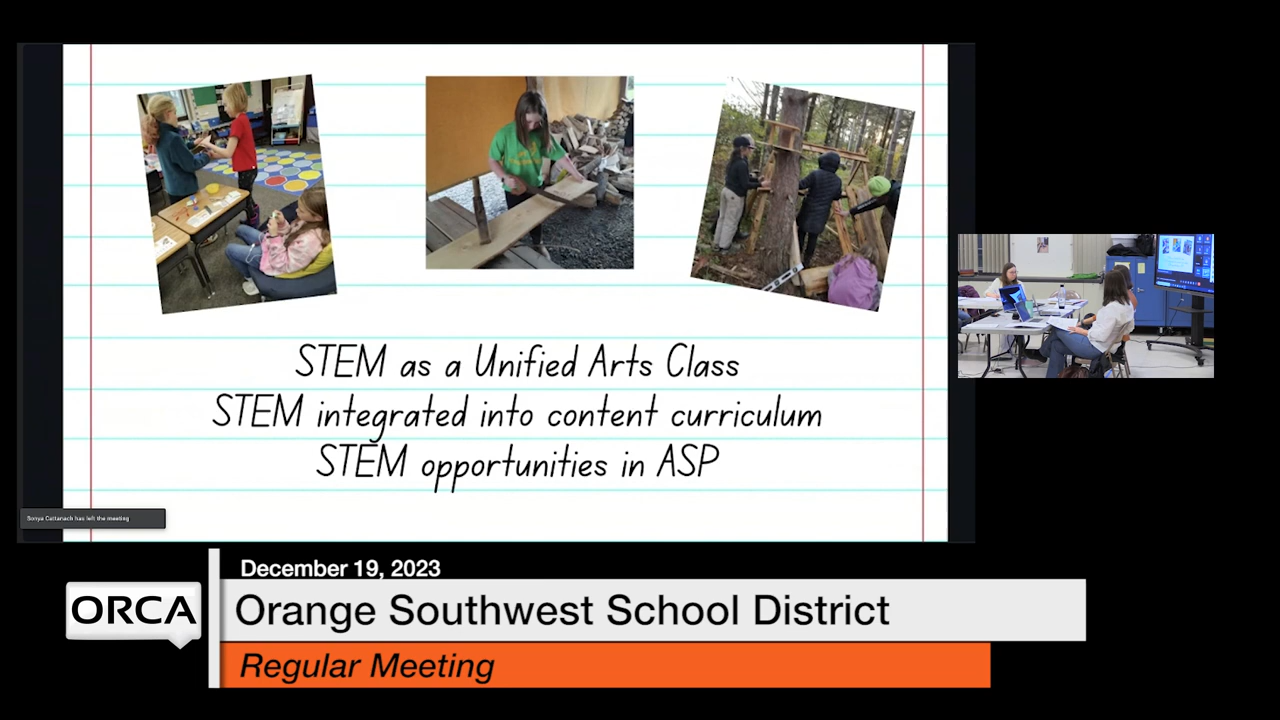 STEM as a Unified Arts Class
STEM integrated into content curriculum
STEM opportunities in ASP
Sonya Cattanach has left the meeting
December 19, 2023
ORCA
Orange Southwest School District
Regular Meeting